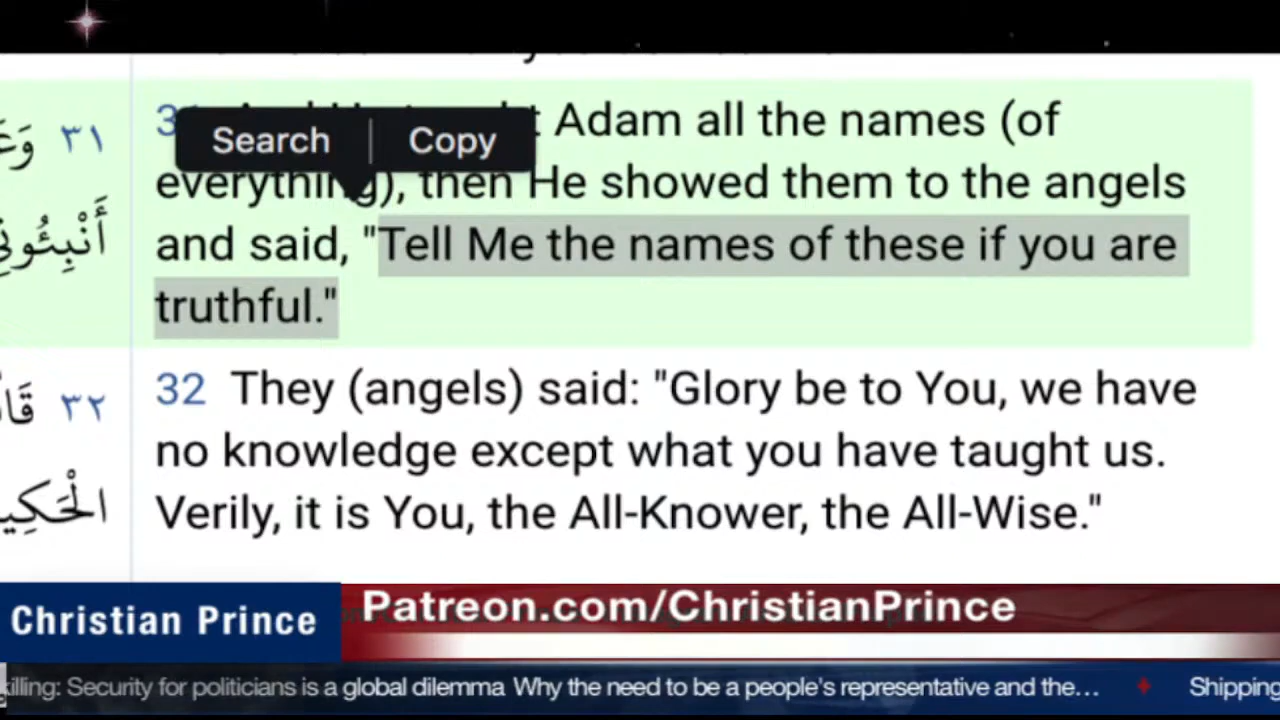 Adam all the names (of
Search Copy
٣١
everything), then He showed them to the angels
أَنْبِئُونِي
and said, "Tell Me the names of these if you are
truthful."
٣٢
32 They (angels) said: "Glory be to You, we have
no knowledge except what you have taught us.
Verily, it is You, the All-Knower, the All-Wise."
Christian Prince
Patreon.com/ChristianPrince
killing: Security for politicians is a global dilemma Why the need to be a people's representative and the… Shipping